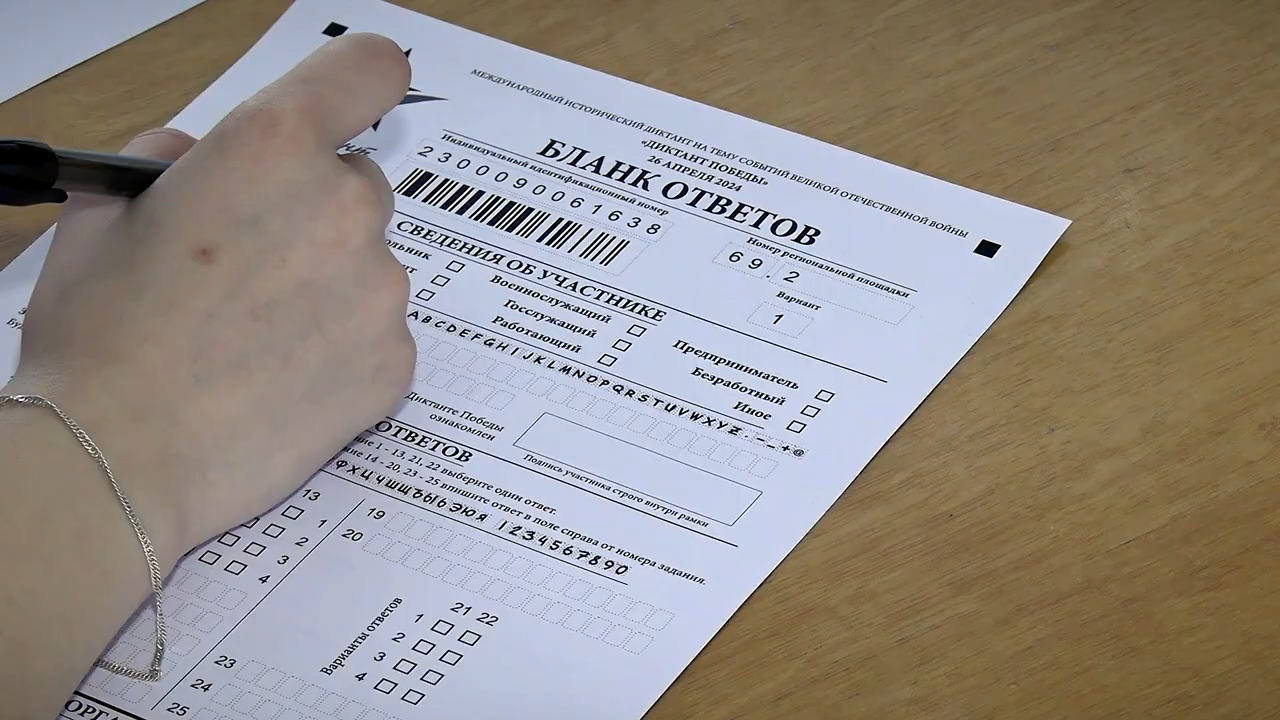 МЕЖДУНАРОДНЫЙ ИСТОРИЧЕСКИЙ ДИКТАНТ НА ТЕМУ СОБЫТИЙ ВЕЛИКОЙ ОТЕЧЕСТВЕННОЙ ВОЙНЫ
«ДИКТАНТ ПОБЕДЫ»
26 АПРЕЛЯ 2024
БЛАНК ОТВЕТОВ
Индивидуальный идентификационный номер
2300090061638
Номер региональной площадки
69.2
Вариант
1
СВЕДЕНИЯ ОБ УЧАСТНИКЕ
Военнослужащий
Госслужащий
Работающий
Предприниматель
Безработный
Иное
ABCDEFGHIJKLMNOPQRSTUVWXYZ.-_+@
Диктанте Победы
ознакомлен
Подпись участника строго внутри рамки
ОТВЕТОВ
1 - 13, 21, 22 выберите один ответ.
14 - 20, 23 - 25 впишите ответ в поле справа от номера задания.
ФХЦЧШЩЪЫЬЭЮЯ 1234567890
13
1
2
3
4
19
20
21 22
Варианты ответов
1
2
3
4
23
24
25